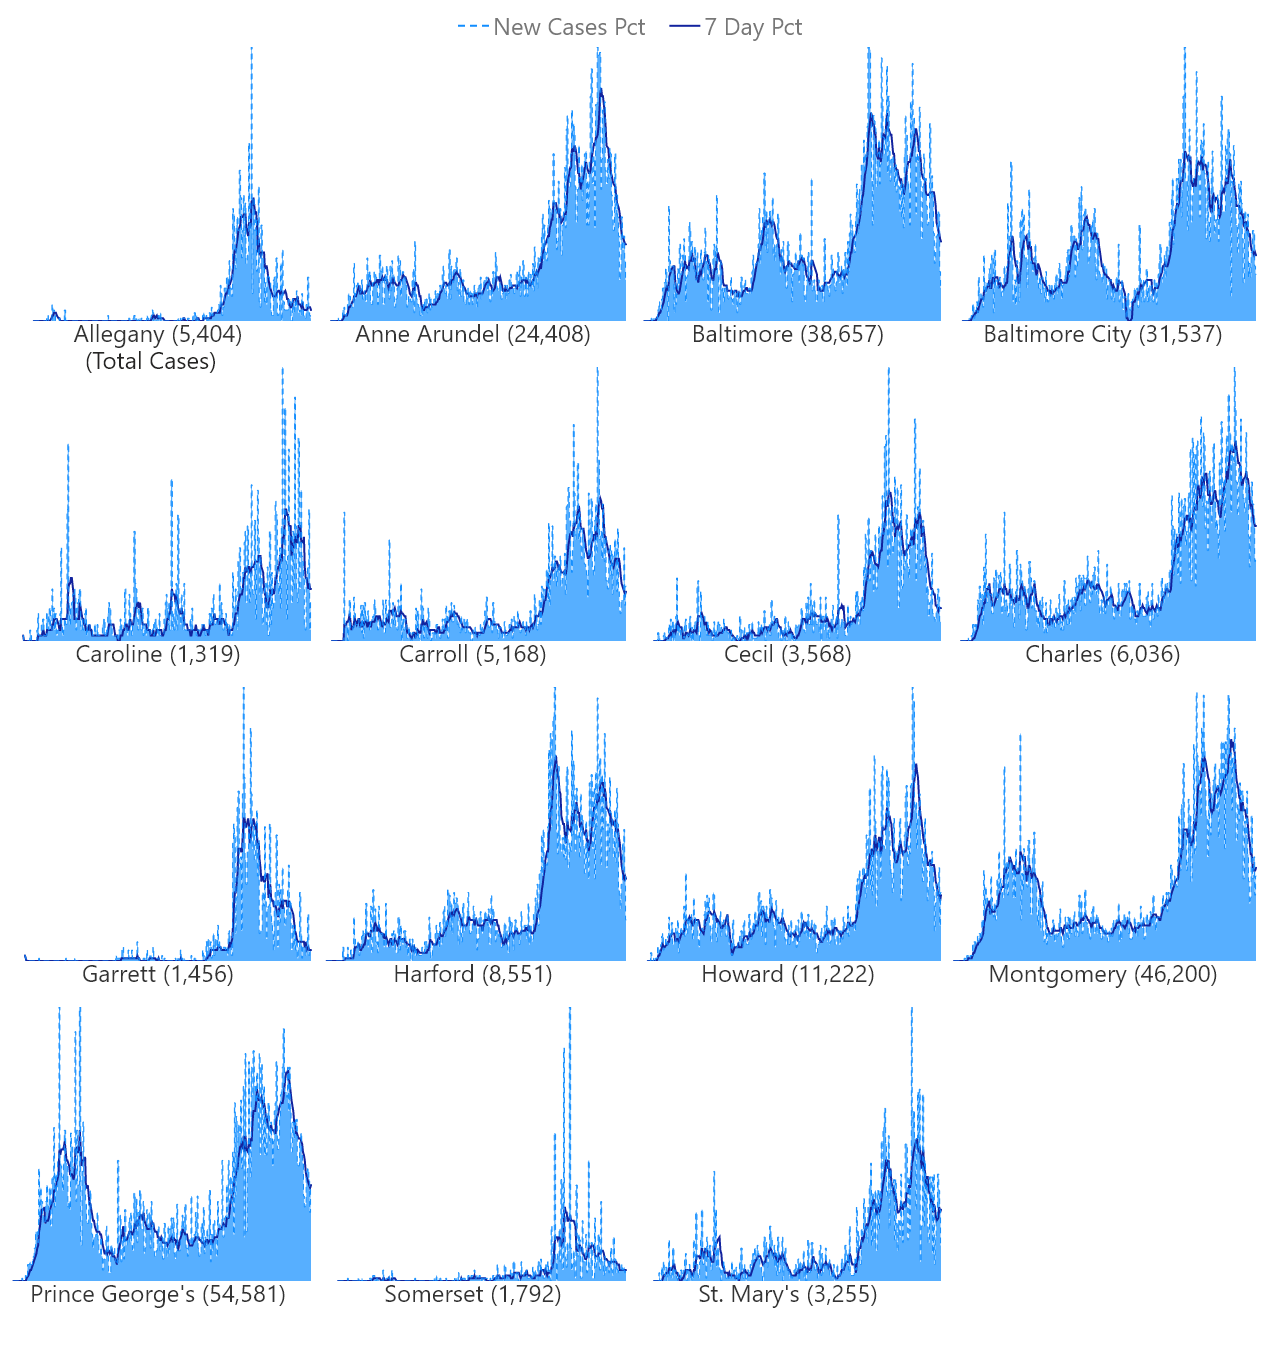 New Cases Pct 7 Day Pct
Allegany (5,404)
(Total Cases)
Anne Arundel (24,408)
Baltimore (38,657)
Baltimore City (31,537)
Caroline (1,319)
Carroll (5,168)
Cecil (3,568)
Charles (6,036)
Garrett (1,456)
Harford (8,551)
Howard (11,222)
Montgomery (46,200)
Prince George's (54,581)
Somerset (1,792)
St. Mary's (3,255)